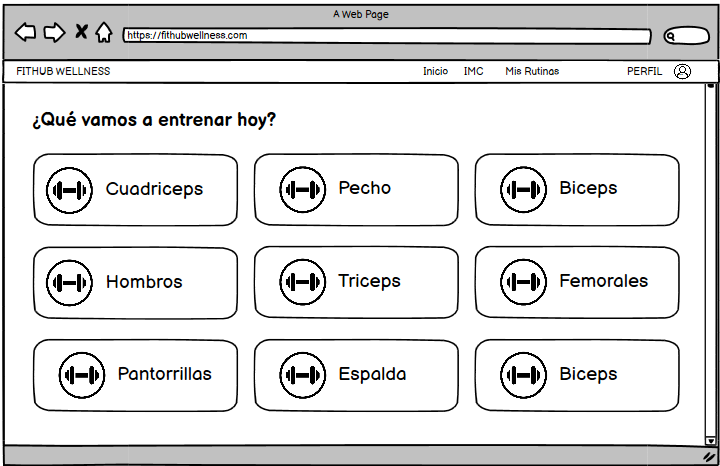 A Web Page
https://fithubwellness.com
FITHUB WELLNESS Inicio IMC Mis Rutinas PERFIL
¿Qué vamos a entrenar hoy?
Cuadriceps Pecho Biceps
Hombros Triceps Femorales
Pantorrillas Espalda Biceps